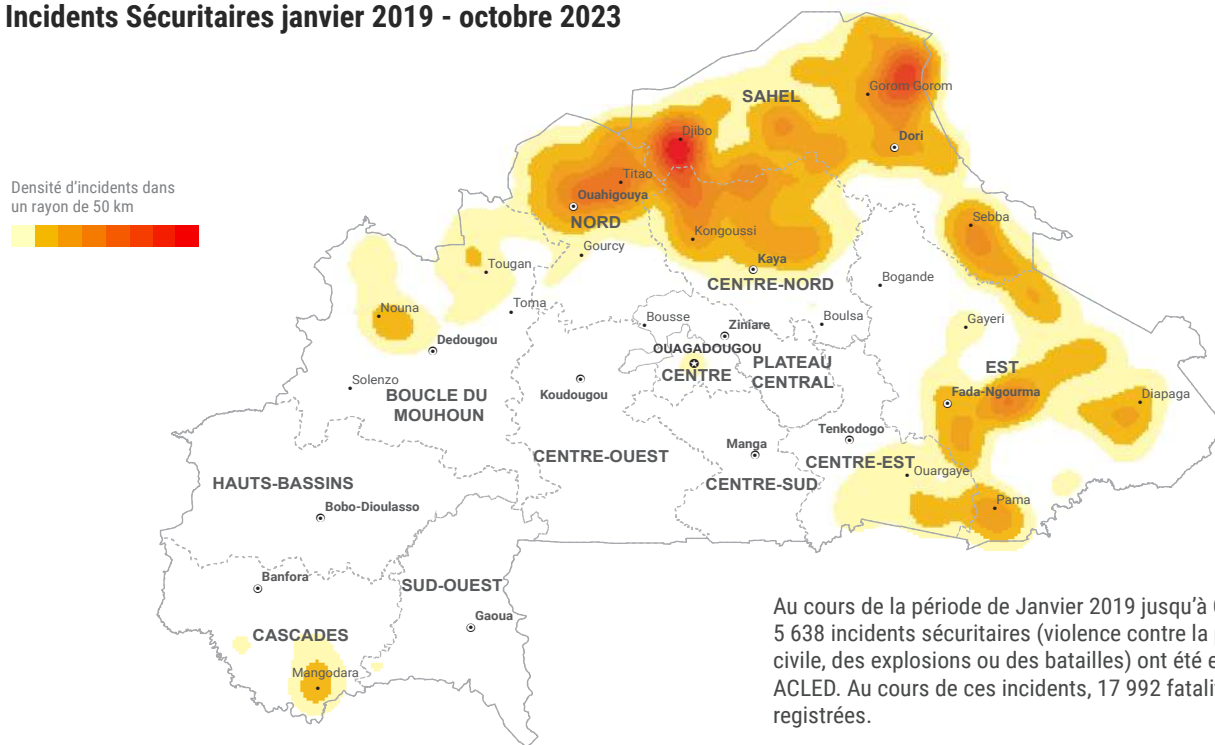 Incidents Sécuritaires janvier 2019 - octobre 2023
Densité d'incidents dans
un rayon de 50 km
SAHEL
Gorom Gorom
Djibo
Dori
Titao
Ouahigouya
NORD
Sebba
Kongoussi
Gourcy
Kaya
Tougan
CENTRE-NORD
Bogande
Nouna
Toma
Bousse
Ziniare
Boulsa
Gayeri
Dedougou
OUAGADOUGOU
CENTRE
PLATEAU
CENTRAL
EST
Solenzo
BOUCLE DU
MOUHOUN
Koudougou
Fada-Ngourma
Diapaga
Tenkodogo
Manga
CENTRE-OUEST
CENTRE-EST
Ouargaye
HAUTS-BASSINS
CENTRE-SUD
Pama
Bobo-Dioulasso
Banfora
SUD-OUEST
Gaoua
CASCADES
Mangodara
Au cours de la période de Janvier 2019 jusqu'à
5 638 incidents sécuritaires (violence contre la
civile, des explosions ou des batailles) ont été
ACLED. Au cours de ces incidents, 17 992
registrées.